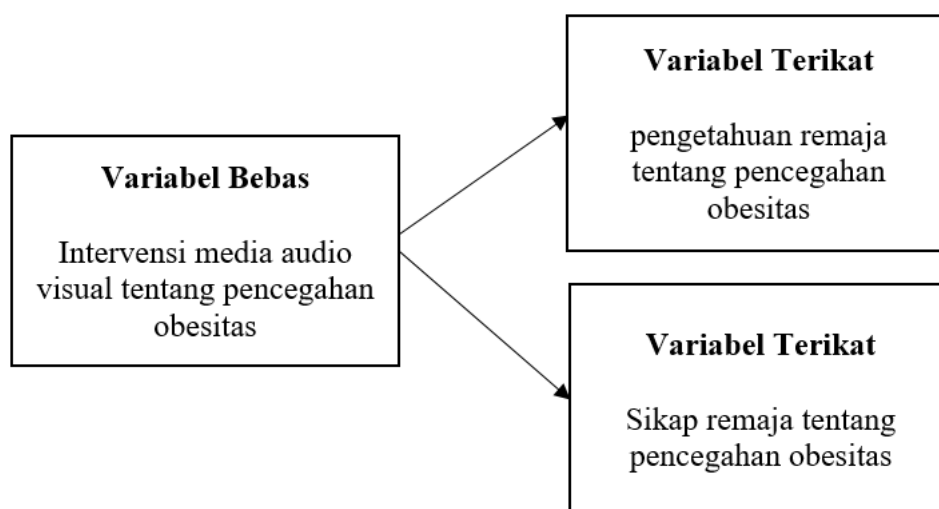 Variabel Bebas
Intervensi media audio
visual tentang pencegahan
obesitas
Variabel Terikat
pengetahuan remaja
tentang pencegahan
obesitas
Variabel Terikat
Sikap remaja tentang
pencegahan obesitas